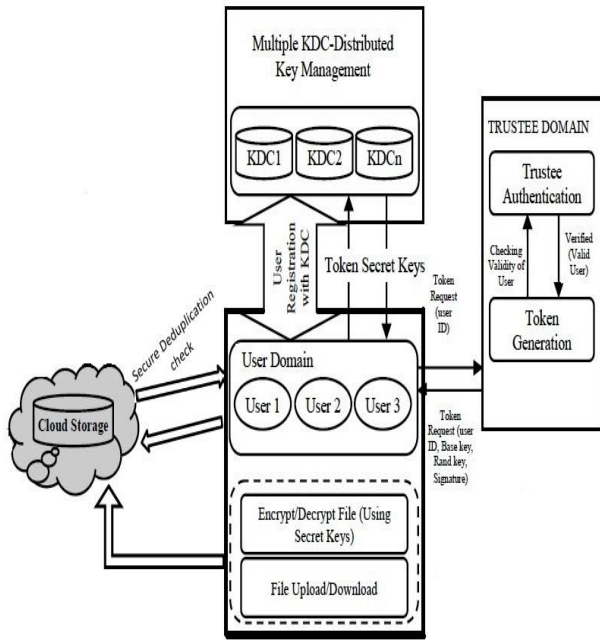 Multiple KDC-Distributed
Key Management
KDC1
KDC2
KDCn
User
Registration
with KDC
Token Secret Keys
TRUSTEE DOMAIN
Trustee
Authentication
Checking
Validity of
User
Verified
(Valid
User)
Token
Generation
Token
Request
(user
ID)
Token
Request (user
ID, Base key,
Rand key,
Signature)
Secure Deduplication
check
Cloud Storage
User Domain
User 1
User 2
User 3
Encrypt/Decrypt File (Using
Secret Keys)
File Upload/Download